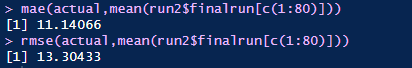 > mae(actual,mean(run2$finalrun[c(1:80)]))
[1] 11.14066
> rmse(actual,mean(run2$finalrun[c(1:80)]))
[1] 13.30433